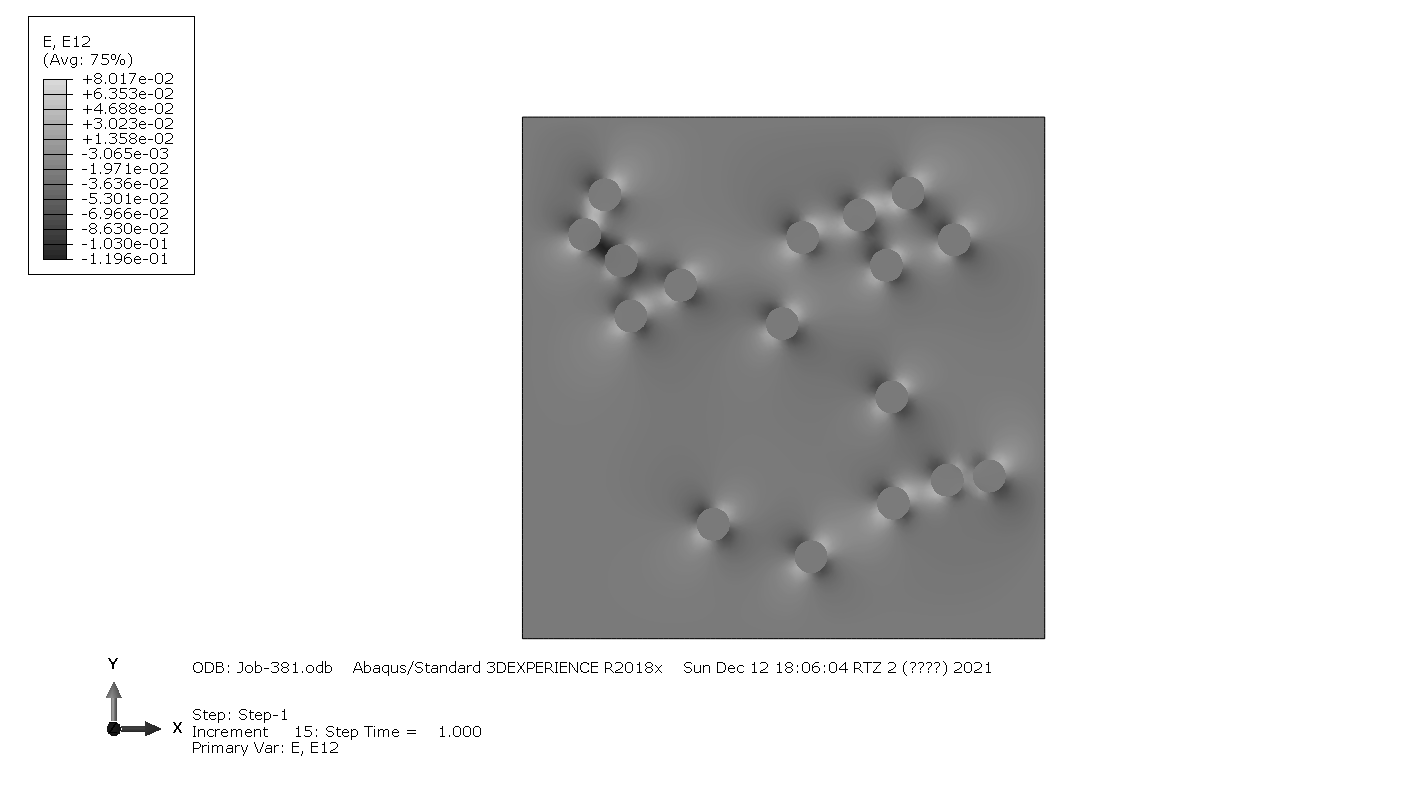 E, E12
(Avg: 75%)
+8.017e-02
+6.353e-02
+4.688e-02
+3.023e-02
+1.358e-02
-3.065e-03
-1.971e-02
-3.636e-02
-5.301e-02
-6.966e-02
-8.630e-02
-1.030e-01
-1.196e-01
Y
X
ODB: Job-381.odb Abaqus/Standard 3DEXPERIENCE R2018x Sun Dec 12 18:06:04 RTZ 2 (????) 2021
Step: Step-1
Increment 15: Step Time = 1.000
Primary Var: E, E12